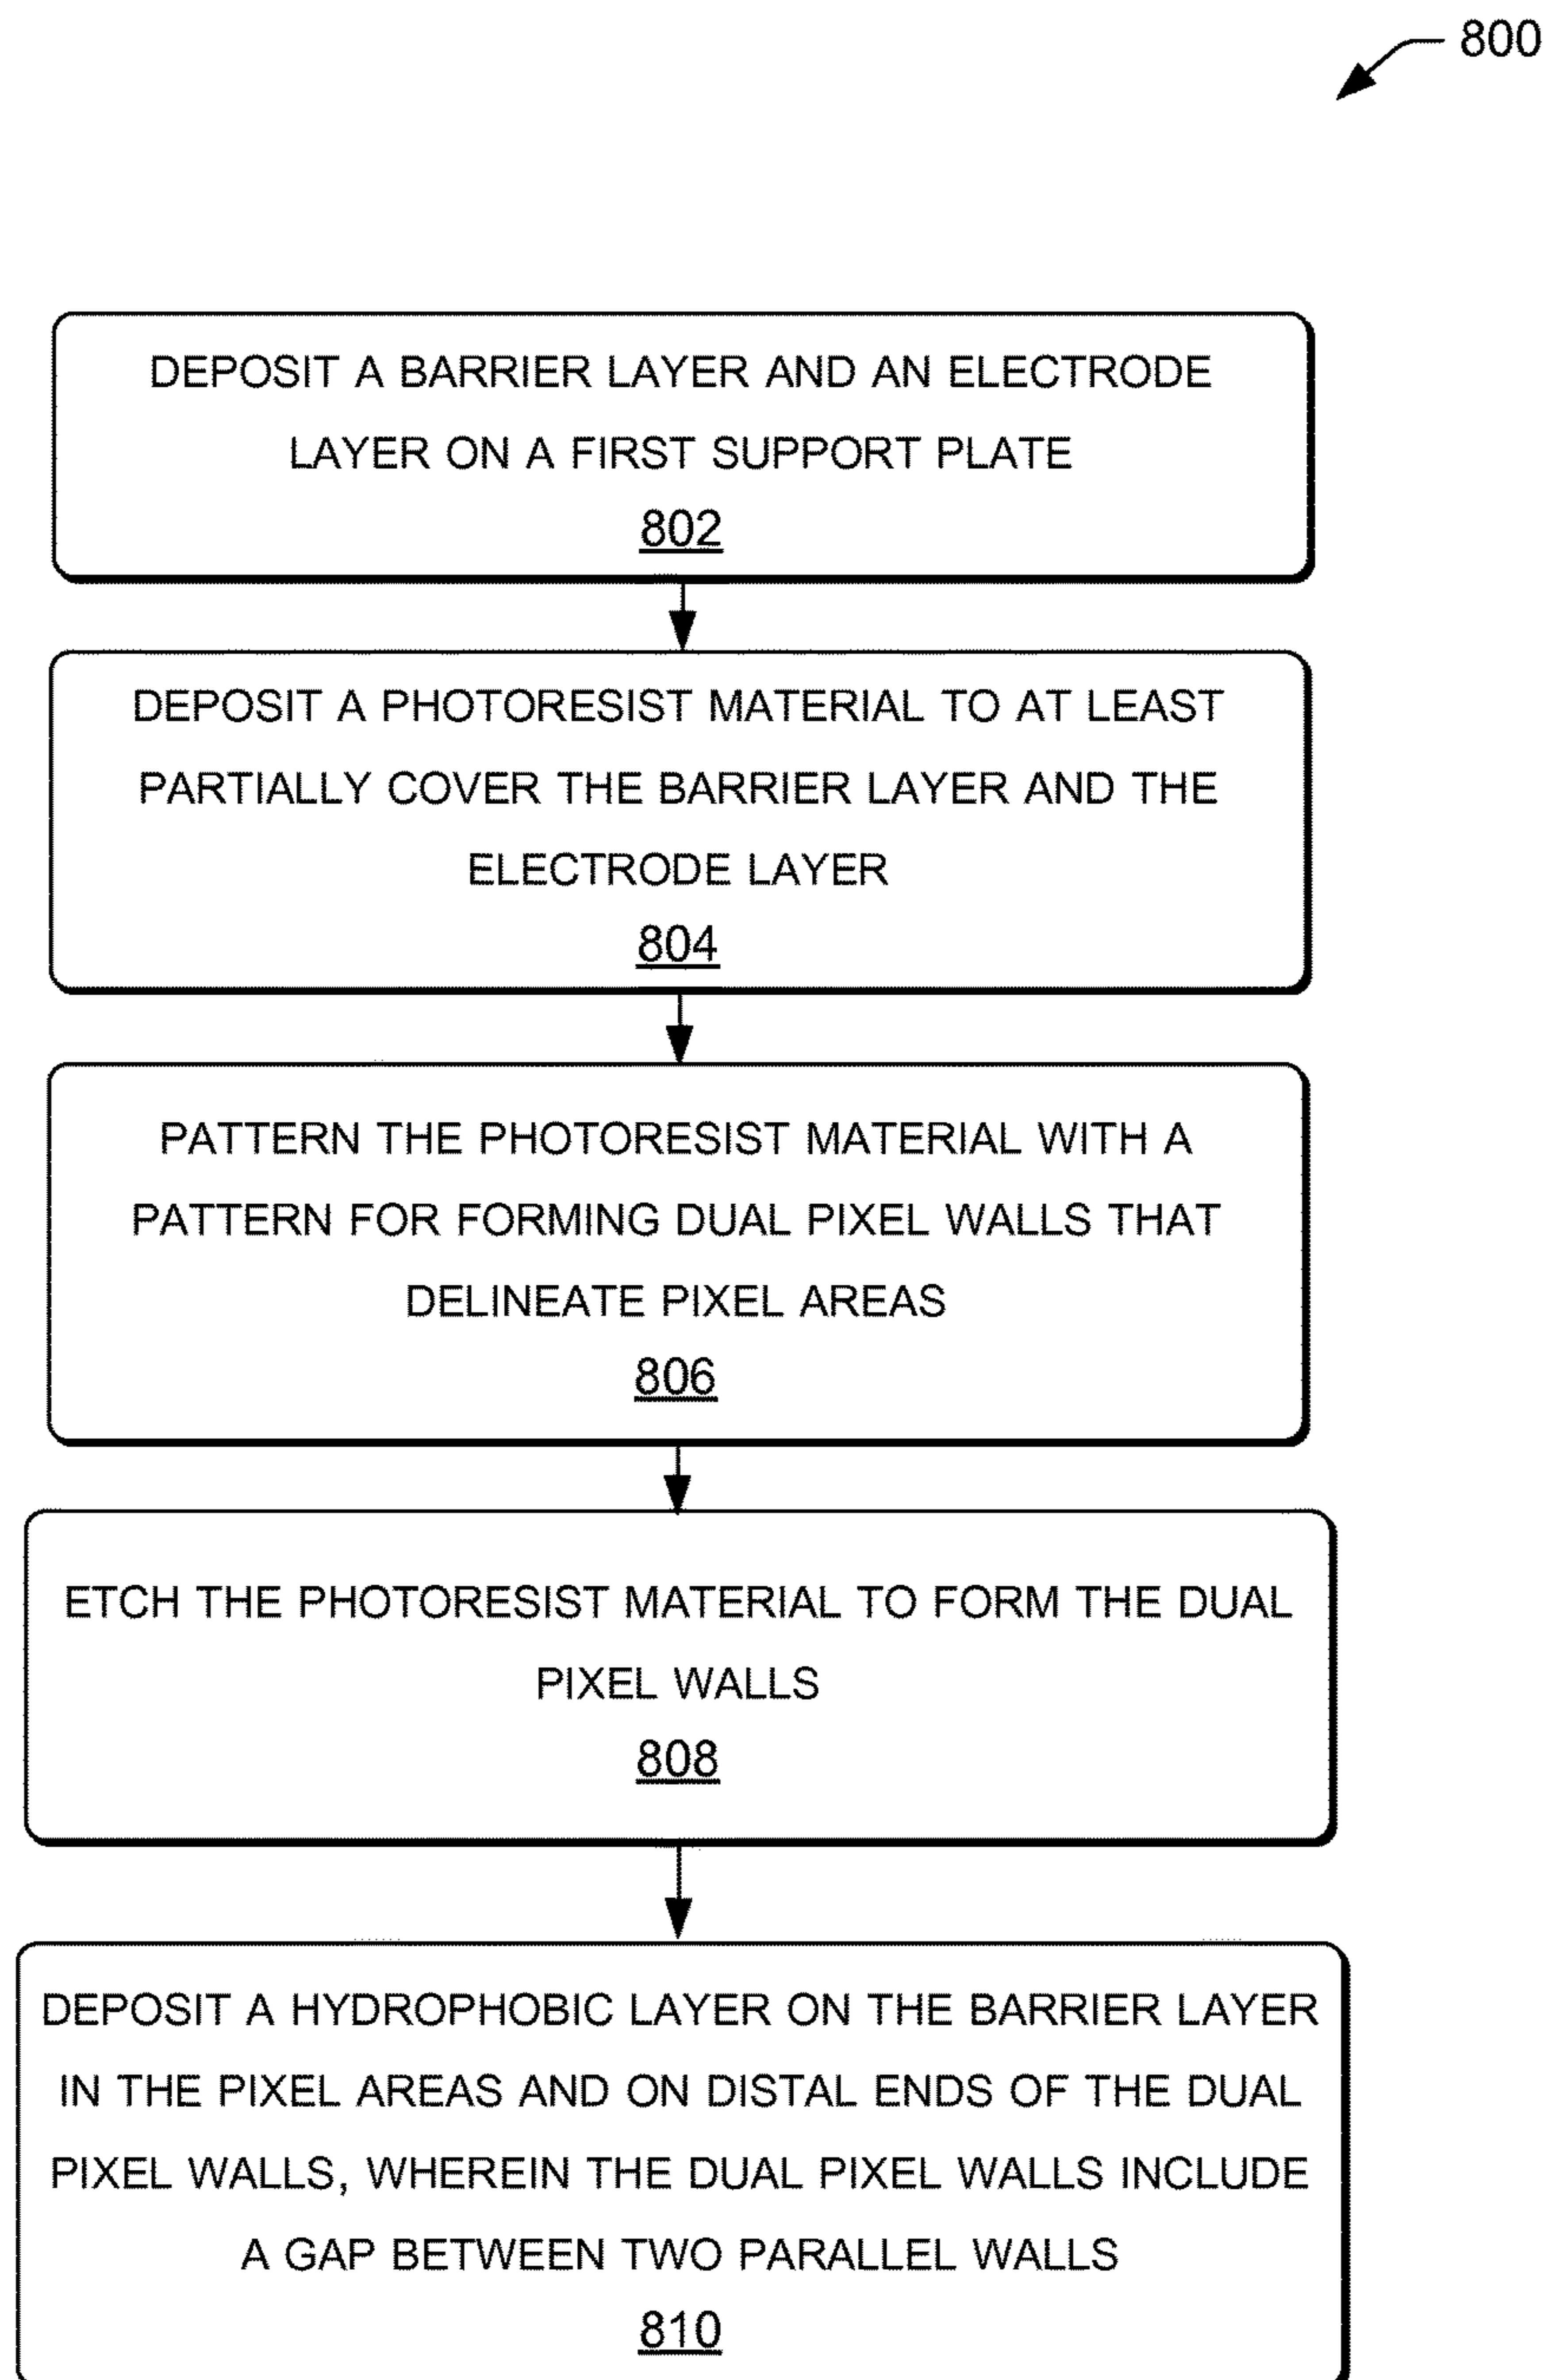 800
DEPOSIT A BARRIER LAYER AND AN ELECTRODE
LAYER ON A FIRST SUPPORT PLATE
802
DEPOSIT A PHOTORESIST MATERIAL TO AT LEAST
PARTIALLY COVER THE BARRIER LAYER AND THE
ELECTRODE LAYER
804
PATTERN THE PHOTORESIST MATERIAL WITH A
PATTERN FOR FORMING DUAL PIXEL WALLS THAT
DELINEATE PIXEL AREAS
806
ETCH THE PHOTORESIST MATERIAL TO FORM THE DUAL
PIXEL WALLS
808
DEPOSIT A HYDROPHOBIC LAYER ON THE BARRIER LAYER
IN THE PIXEL AREAS AND ON DISTAL ENDS OF THE DUAL
PIXEL WALLS, WHEREIN THE DUAL PIXEL WALLS INCLUDE
A GAP BETWEEN TWO PARALLEL WALLS
810